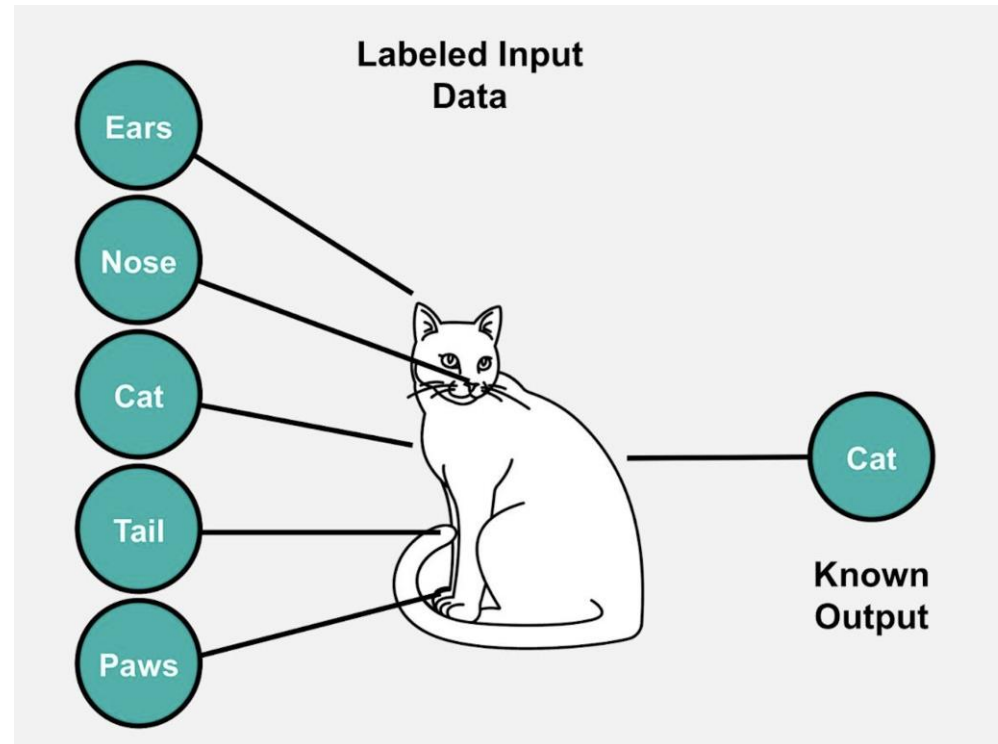 Labeled Input
Data
Ears
Nose
Cat
Tail
Paws
Cat
Known
Output